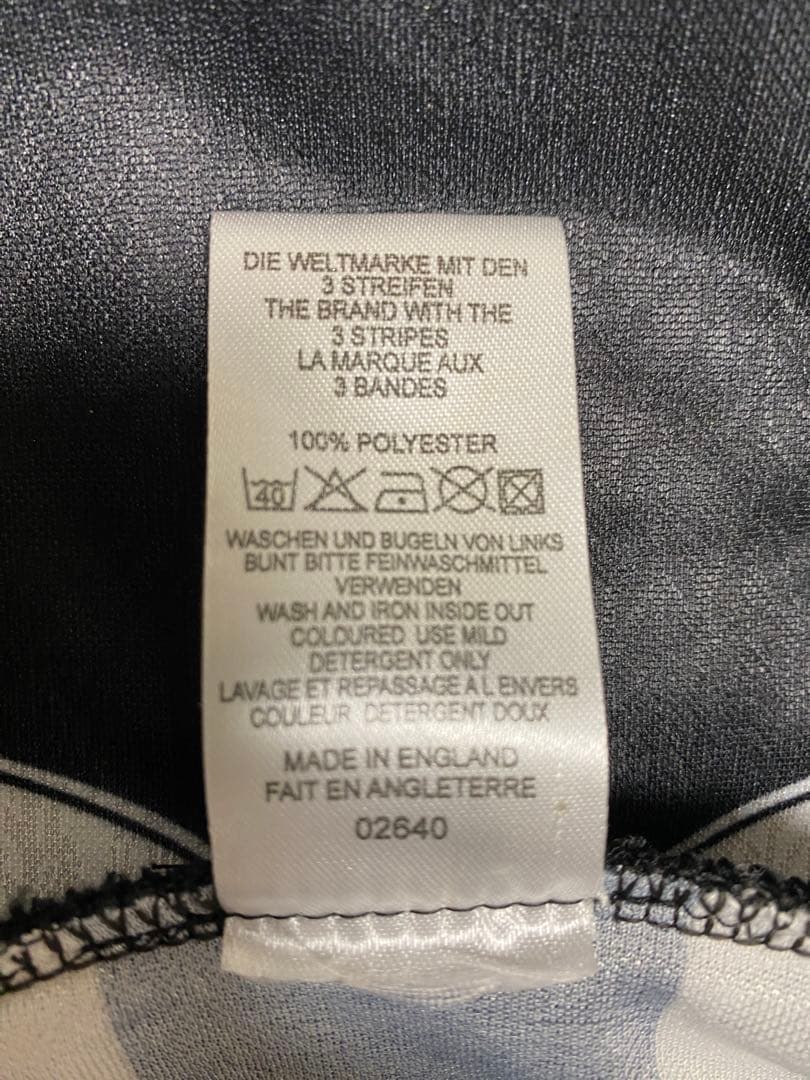 DIE WELTMARKE MIT DEN
3 STREIFEN
THE BRAND WITH THE
3 STRIPES
LA MARQUE AUX
3 BANDES
100% POLYESTER
40
WASCHEN UND BUGELN VON LINKS
BUNT BITTE FEINWASCHMITTEL
VERWENDEN
WASH AND IRON INSIDE OUT
COLOURED USE MILD
DETERGENT ONLY
LAVAGE ET REPASSAGE A L ENVERS
COULEUR DETERGENT DOUX
MADE IN ENGLAND
FAIT EN ANGLETERRE
02640